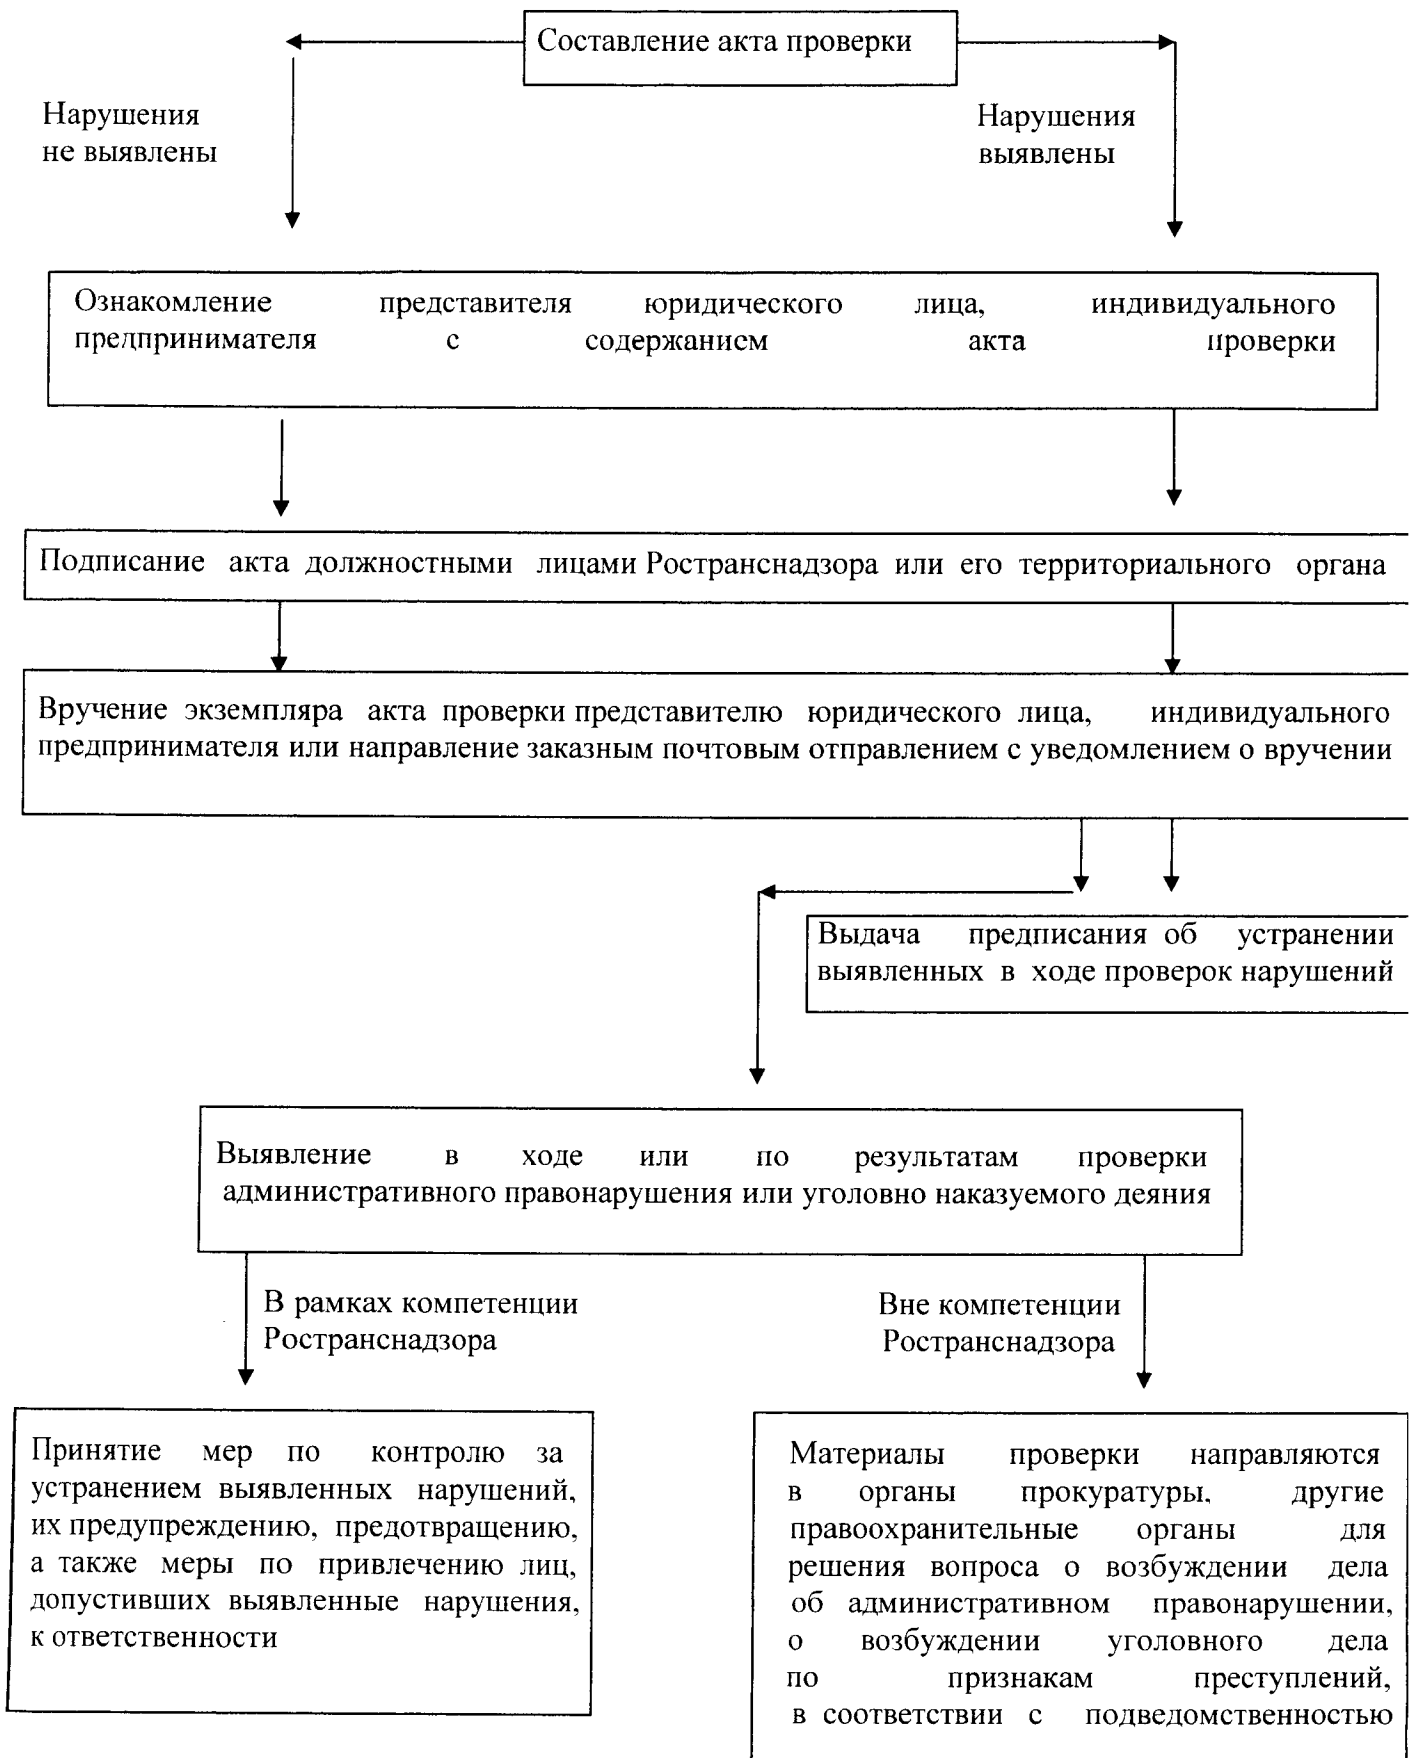 Составление акта проверки
Нарушения
не выявлены
Нарушения
выявлены
Ознакомление представителя юридического лица, индивидуального
предпринимателя с содержанием акта проверки
Подписание акта должностными лицами Ространснадзора или его территориального органа
Вручение экземпляра акта проверки представителю юридического лица, индивидуального
предпринимателя или направление заказным почтовым отправлением с уведомлением о вручении
Выдача предписания об устранении
выявленных в ходе проверок нарушений
Выявление в ходе или по результатам проверки
административного правонарушения или уголовно наказуемого деяния
В рамках компетенции
Ространснадзора
Вне компетенции
Ространснадзора
Принятие мер по контролю за
устранением выявленных нарушений,
их предупреждению, предотвращению,
а также меры по привлечению лиц,
допустивших выявленные нарушения,
к ответственности
Материалы проверки направляются
в органы прокуратуры, другие
правоохранительные органы для
решения вопроса о возбуждении дела
об административном правонарушении,
о возбуждении уголовного дела
по признакам преступлений,
в соответствии с подведомственностью